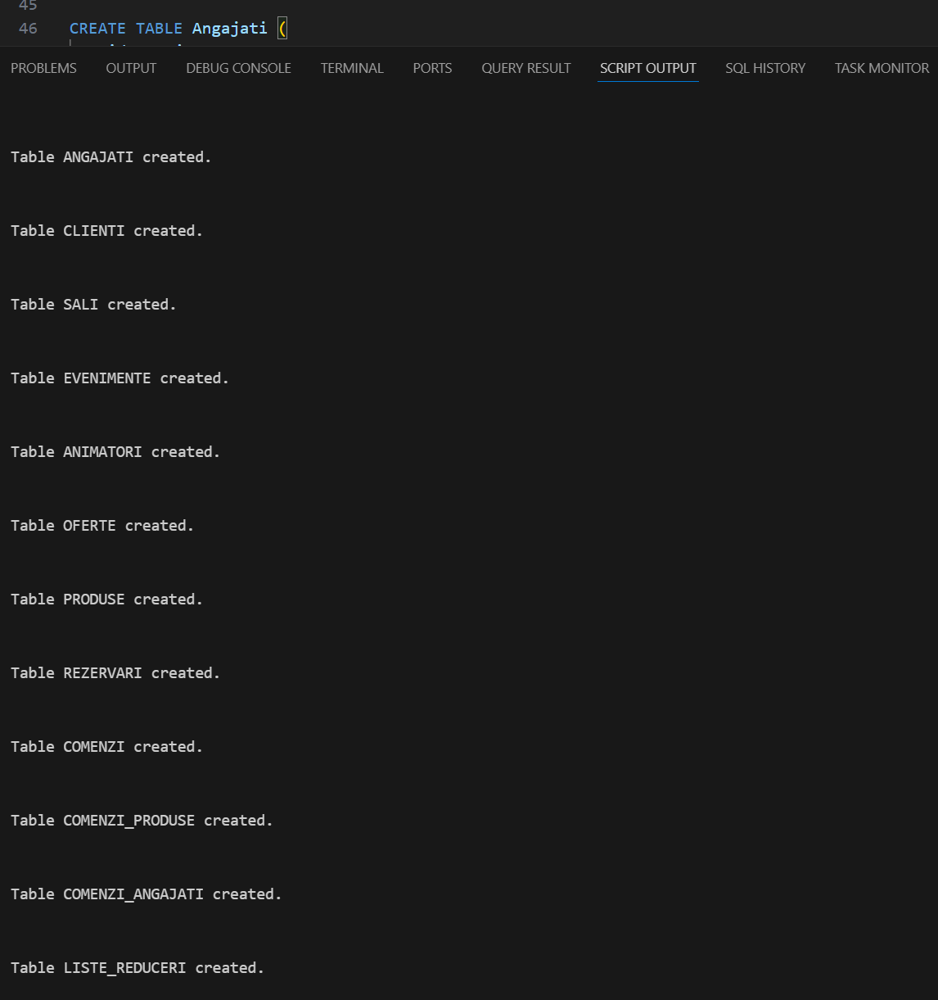 45
46 CREATE TABLE Angajati (
PROBLEMS OUTPUT DEBUG CONSOLE TERMINAL PORTS QUERY RESULT SCRIPT OUTPUT SQL HISTORY TASK MONITOR
Table ANGAJATI created.
Table CLIENTI created.
Table SALI created.
Table EVENIMENTE created.
Table ANIMATORI created.
Table OFERTE created.
Table PRODUSE created.
Table REZERVARI created.
Table COMENZI created.
Table COMENZI_PRODUSE created.
Table COMENZI_ANGAJATI created.
Table LISTE_REDUCERI created.